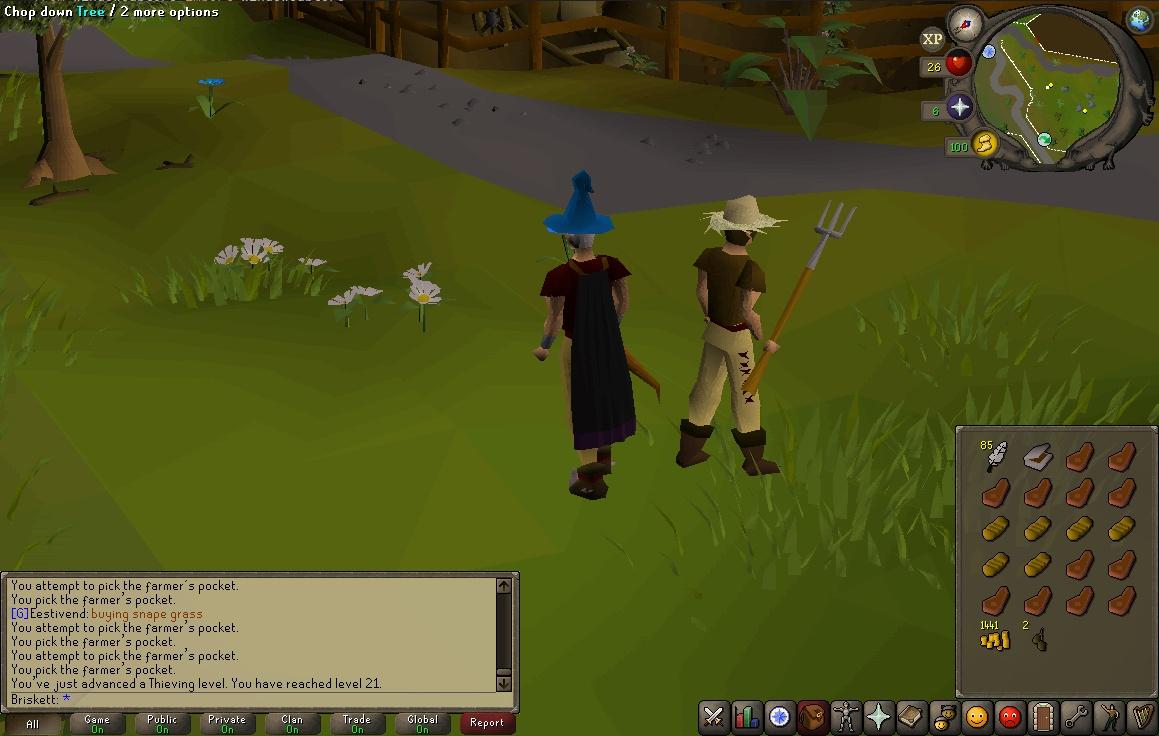 Chop down Tree / 2 more options
XP
26
6
100
85
1441
2
You attempt to pick the farmer's pocket.
You pick the farmer's pocket.
[G]Eestivend: buying snape grass
You attempt to pick the farmer's pocket.
You pick the farmer's pocket.
You attempt to pick the farmer's pocket.
You pick the farmer's pocket.
You've just advanced a Thieving level. You have reached level 21.
Briskett: *
All
Game
On
Public
On
Private
On
Clan
On
Trade
On
Global
On
Report